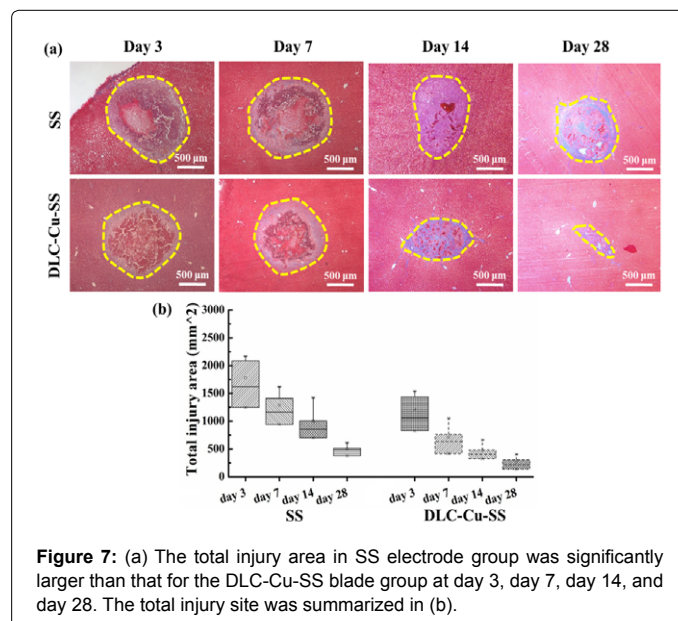 (a) Day 3 Day 7 Day 14 Day 28
SS
500 µm 500 µm 500 µm 500 µm
DLC-Cu-SS
500 µm 500 µm 500 µm 500 µm
(b)
Total injury area (mm^2)
3000
2500
2000
1500
1000
500
0
day 3 day 7 day 14 day 28 day 3 day 7 day 14 day 28
SS DLC-Cu-SS
Figure 7: (a) The total injury area in SS electrode group was significantly
larger than that for the DLC-Cu-SS blade group at day 3, day 7, day 14, and
day 28. The total injury site was summarized in (b).